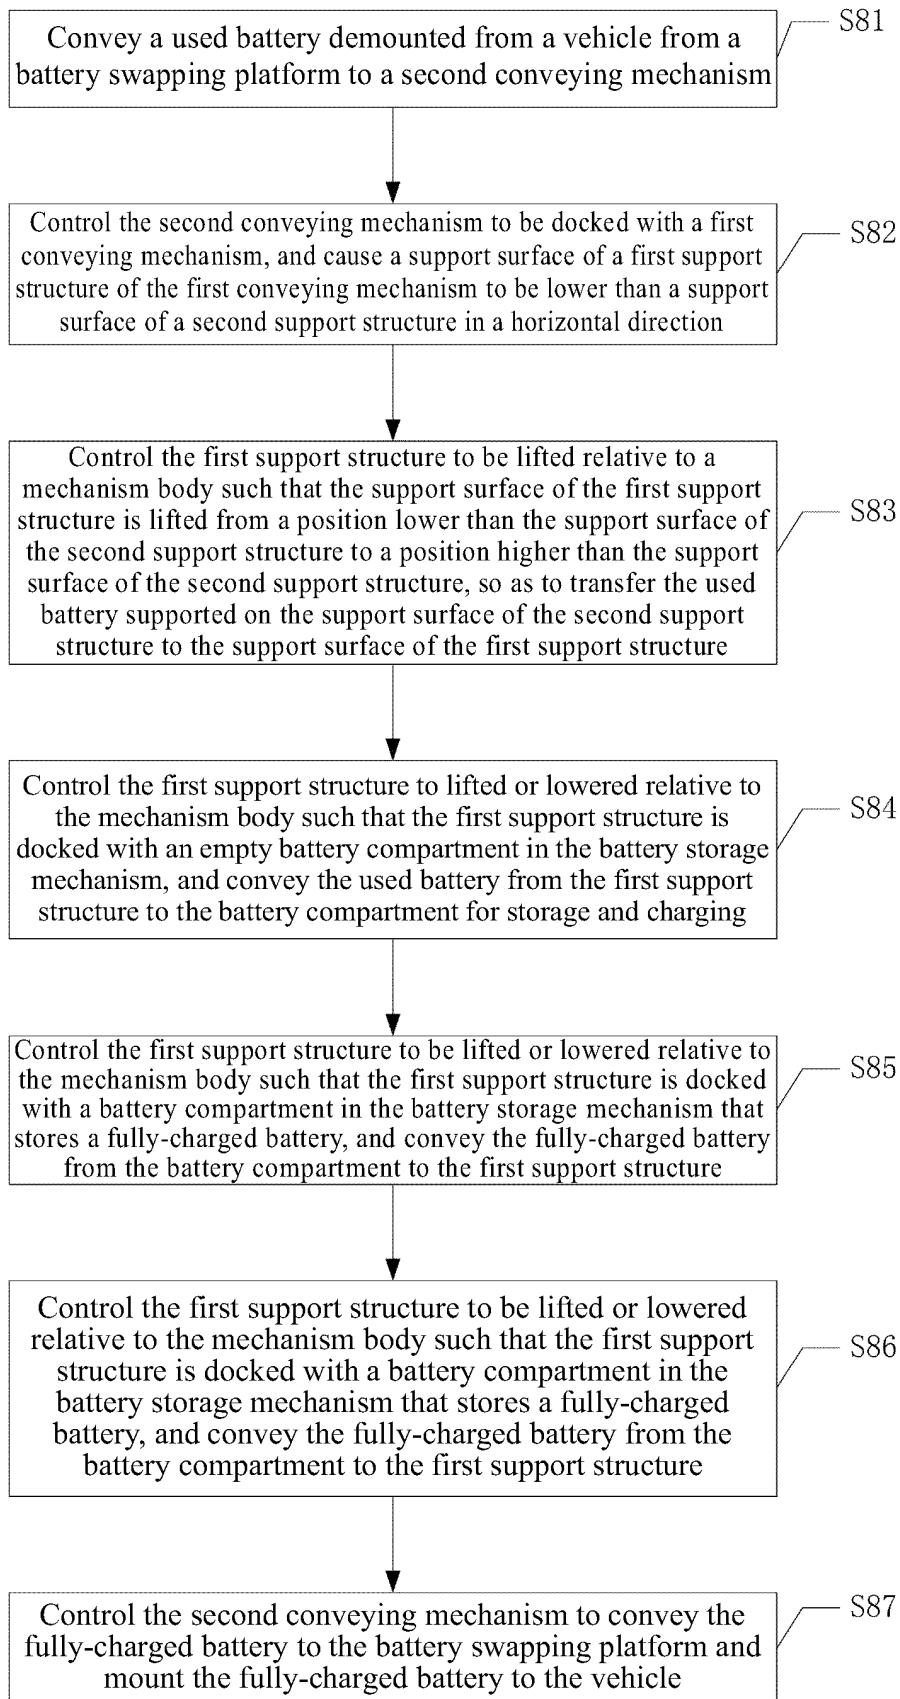 Convey a used battery demounted from a vehicle from a
battery swapping platform to a second conveying mechanism
S81
Control the second conveying mechanism to be docked with a first
conveying mechanism, and cause a support surface of a first support
structure of the first conveying mechanism to be lower than a support
surface of a second support structure in a horizontal direction
S82
Control the first support structure to be lifted relative to a
mechanism body such that the support surface of the first support
structure is lifted from a position lower than the support surface of
the second support structure to a position higher than the support
surface of the second support structure, so as to transfer the used
battery supported on the support surface of the second support
structure to the support surface of the first support structure
S83
Control the first support structure to lifted or lowered relative to
the mechanism body such that the first support structure is
docked with an empty battery compartment in the battery storage
mechanism, and convey the used battery from the first support
structure to the battery compartment for storage and charging
S84
Control the first support structure to be lifted or lowered relative to
the mechanism body such that the first support structure is docked
with a battery compartment in the battery storage mechanism that
stores a fully-charged battery, and convey the fully-charged battery
from the battery compartment to the first support structure
S85
Control the first support structure to be lifted or lowered
relative to the mechanism body such that the first support
structure is docked with a battery compartment in the
battery storage mechanism that stores a fully-charged
battery, and convey the fully-charged battery from the
battery compartment to the first support structure
S86
Control the second conveying mechanism to convey the
fully-charged battery to the battery swapping platform and
mount the fully-charged battery to the vehicle
S87